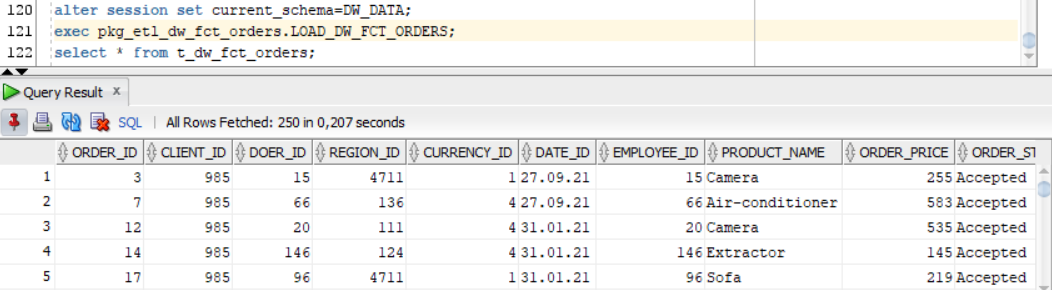 120 alter session set current_schema=DW_DATA;
121 exec pkg_etl_dw_fct_orders.LOAD_DW_FCT_ORDERS;
122 select * from t_dw_fct_orders;
Query Result x
SQL | All Rows Fetched: 250 in 0,207 seconds
ORDER_ID CLIENT_ID DOER_ID REGION_ID CURRENCY_ID DATE_ID EMPLOYEE_ID PRODUCT_NAME ORDER_PRICE ORDER_ST
1 3 985 15 4711 1 27.09.21 15 Camera 255 Accepted
2 7 985 66 136 4 27.09.21 66 Air-conditioner 583 Accepted
3 12 985 20 111 4 31.01.21 20 Camera 535 Accepted
4 14 985 146 124 4 31.01.21 146 Extractor 145 Accepted
5 17 985 96 4711 1 31.01.21 96 Sofa 219 Accepted